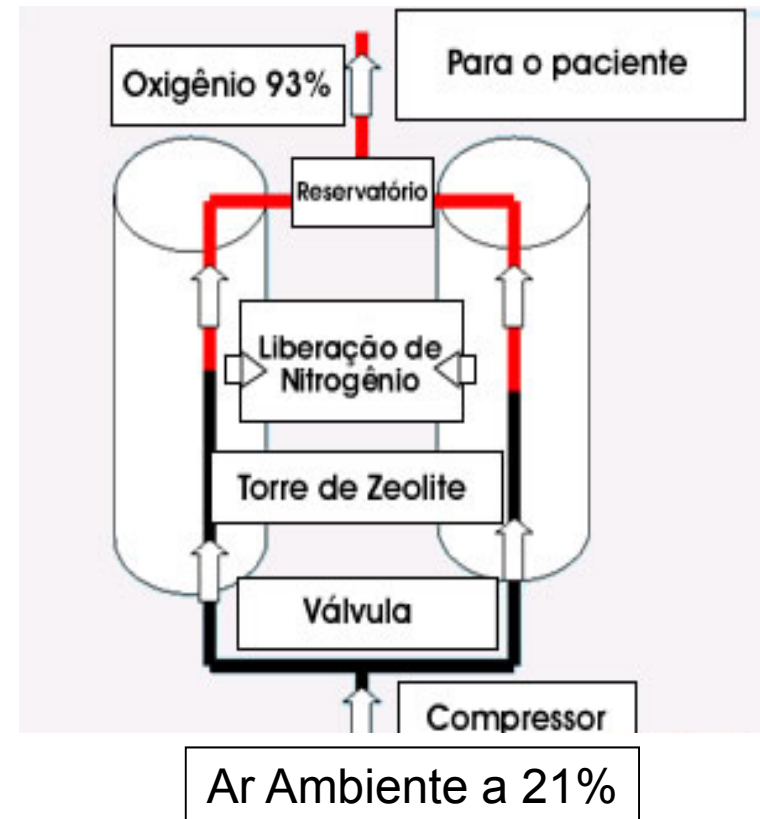 Oxigênio 93%
Para o paciente
Reservatório
Liberação de
Nitrogênio
Torre de Zeolite
Válvula
Compressor
Ar Ambiente a 21%